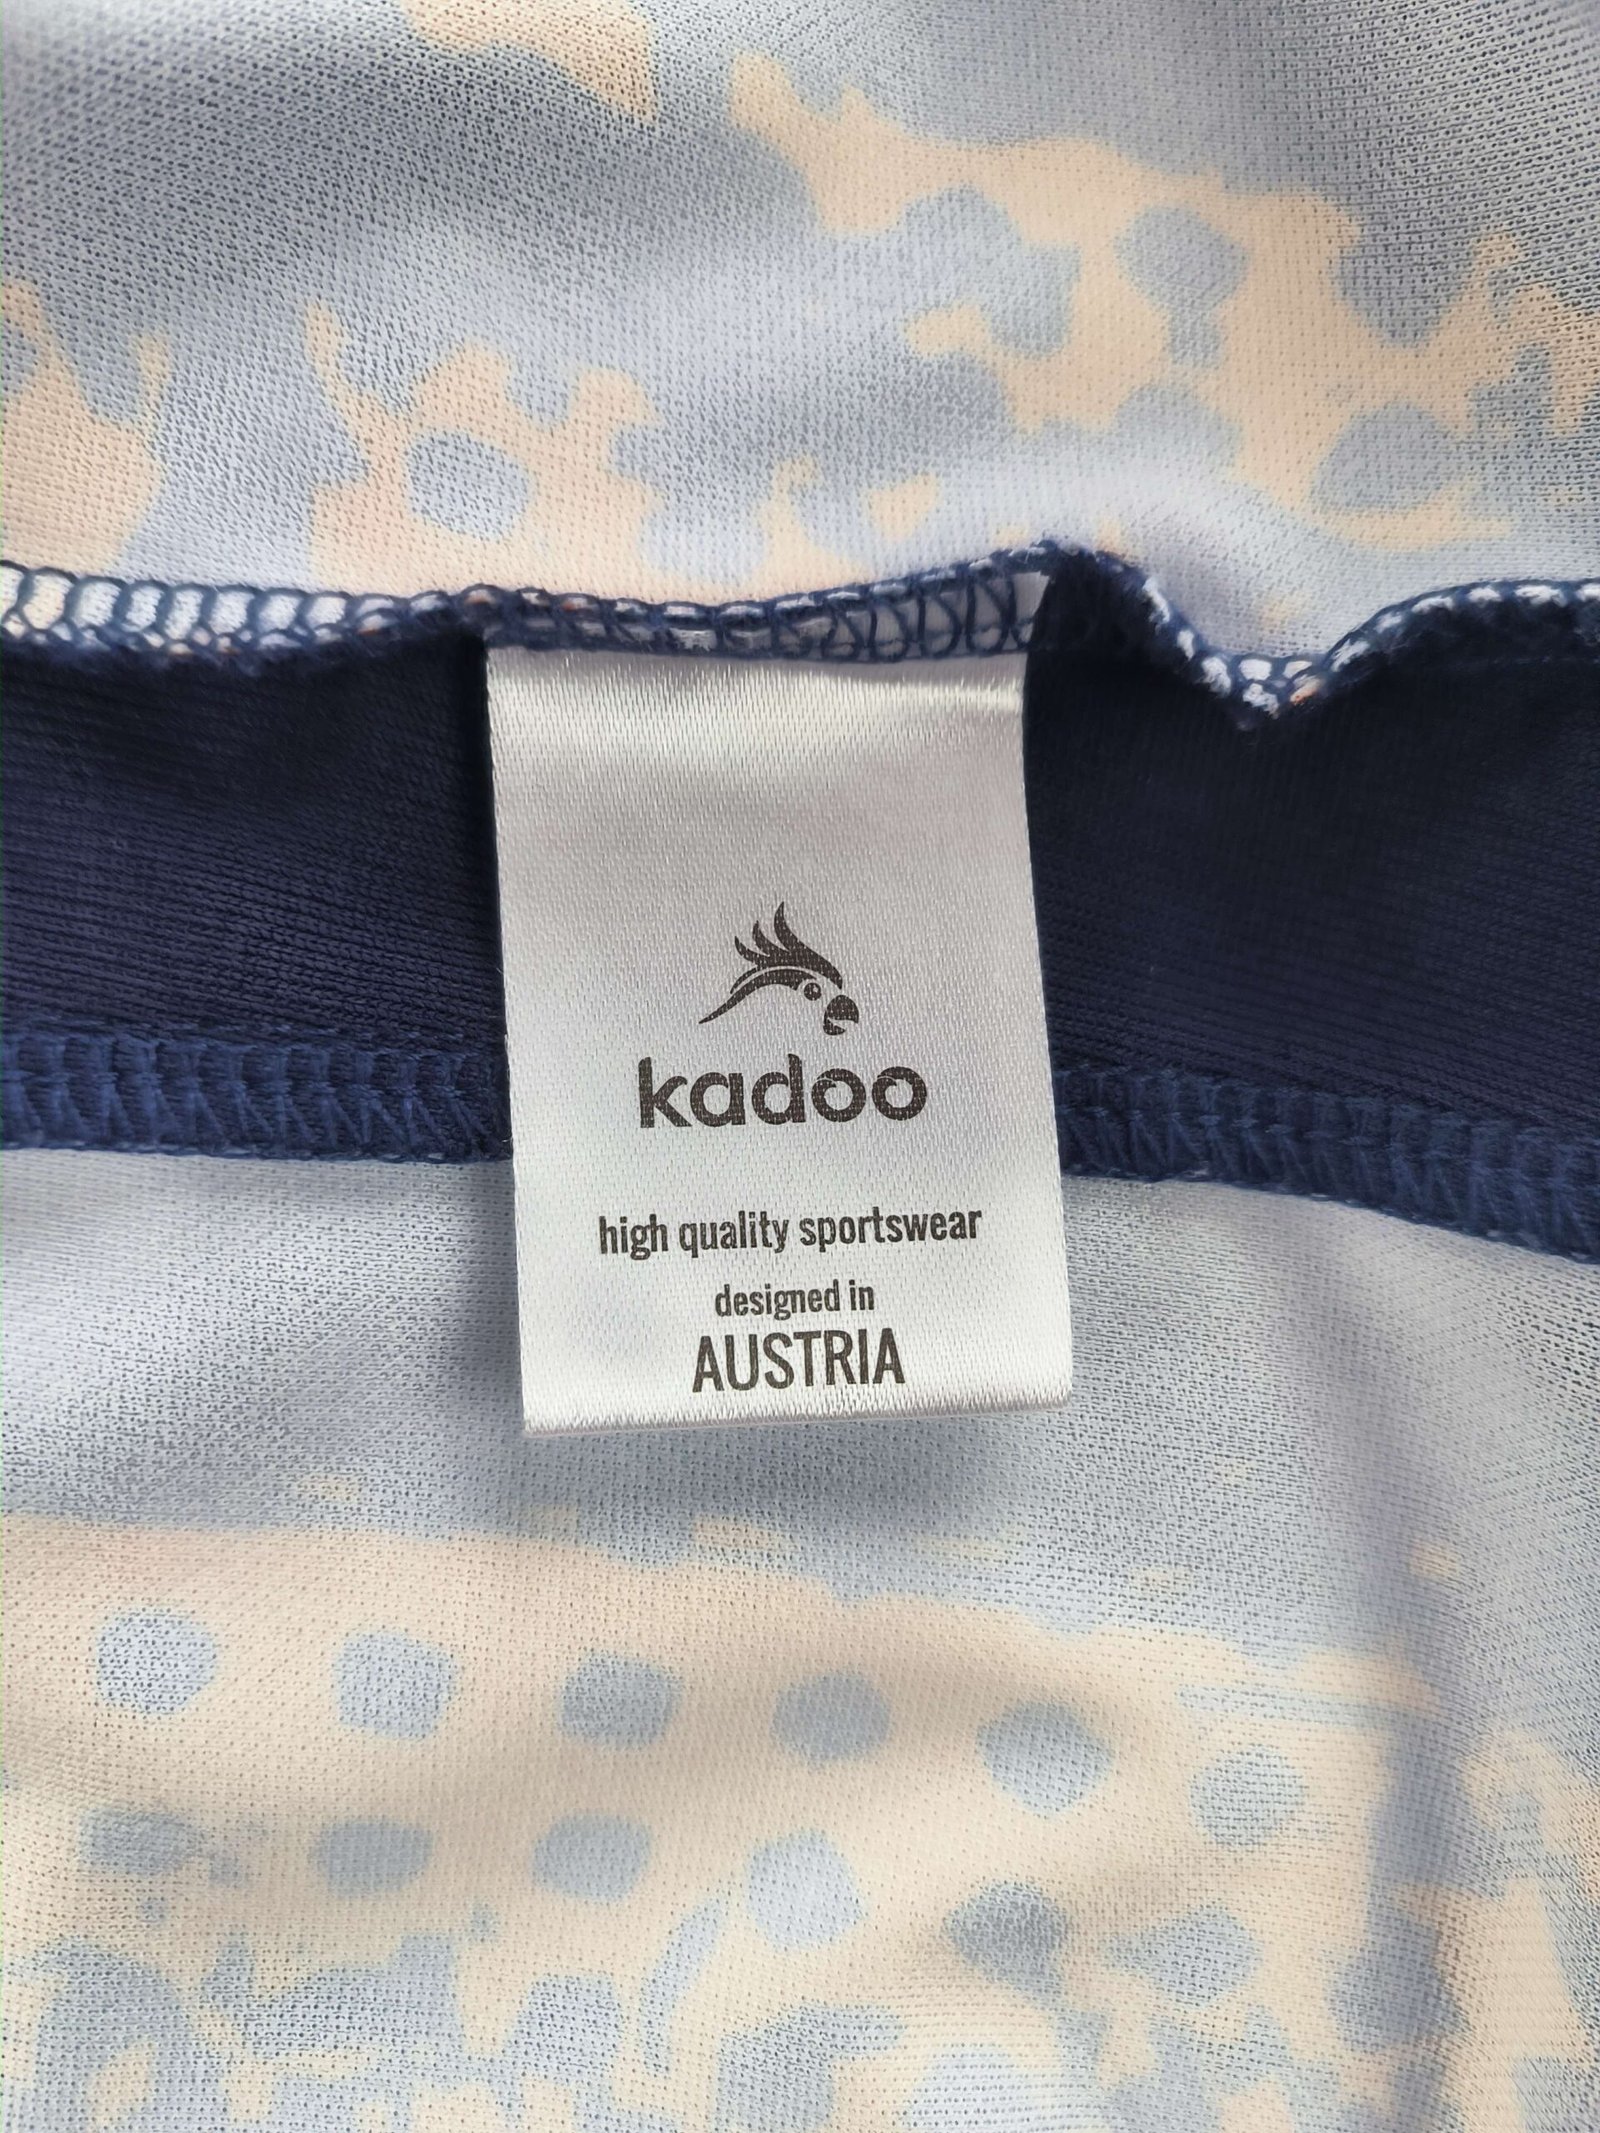 kadoo
high quality sportswear
designed in
AUSTRIA